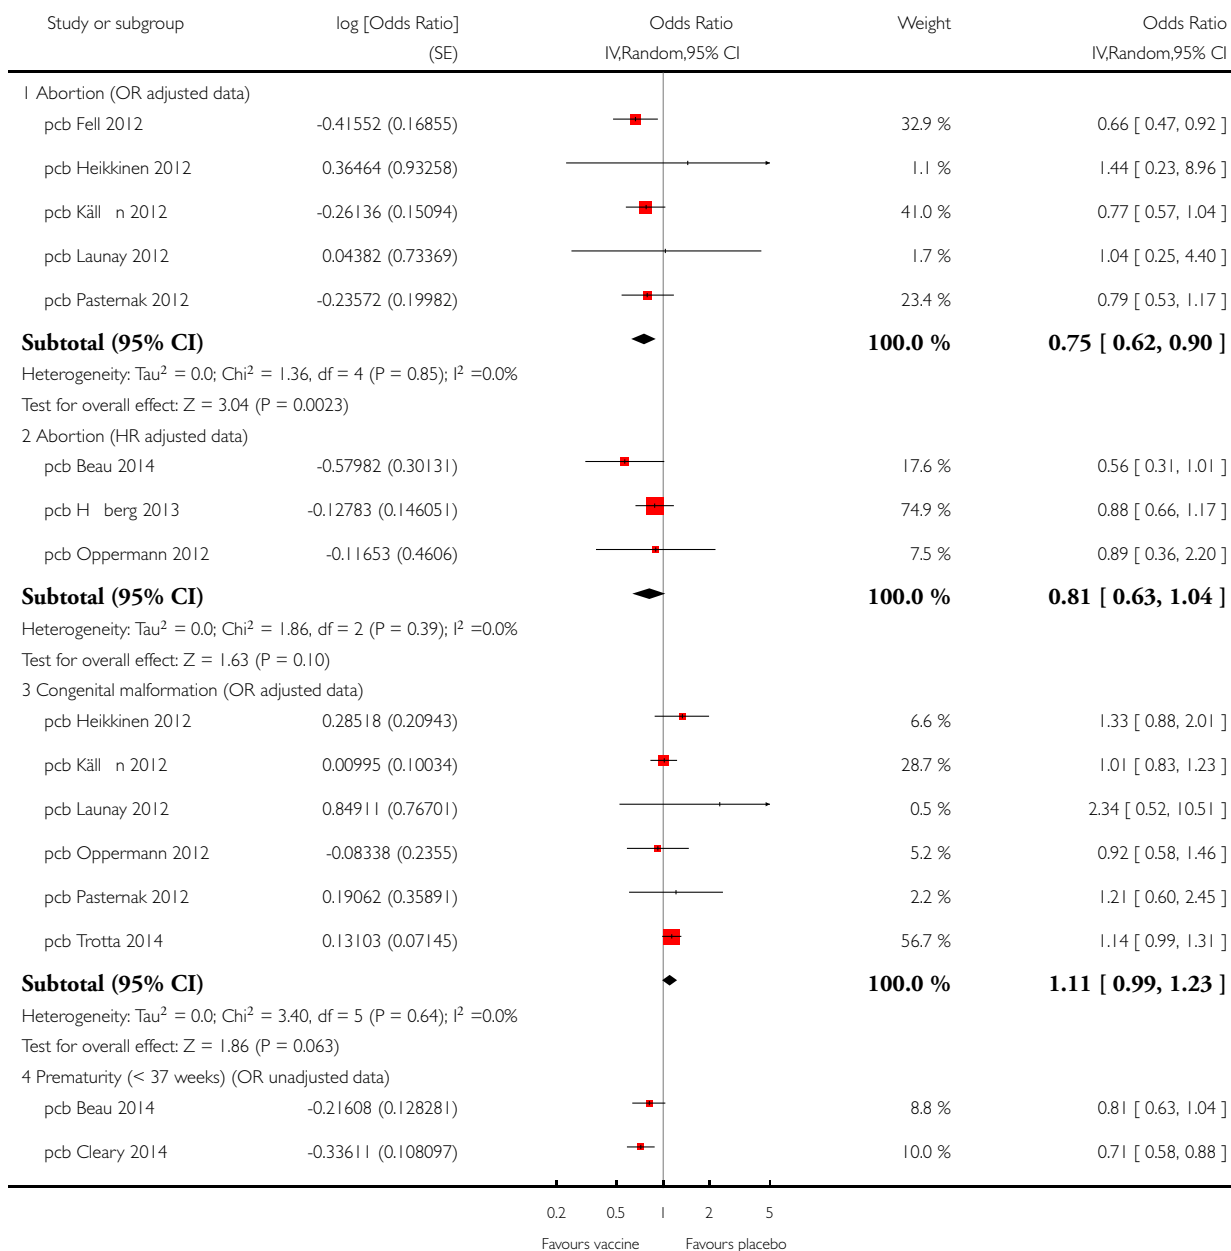 Study or subgroup log [Odds Ratio] Odds Ratio Weight Odds Ratio
(SE) IV,Random,95% CI IV,Random,95% CI
1 Abortion (OR adjusted data)
pcb Fell 2012 -0.41552 (0.16855) 32.9 % 0.66 [ 0.47, 0.92 ]
pcb Heikkinen 2012 0.36464 (0.93258) 1.1 % 1.44 [ 0.23, 8.96 ]
pcb Käll n 2012 -0.26136 (0.15094) 41.0 % 0.77 [ 0.57, 1.04 ]
pcb Launay 2012 0.04382 (0.73369) 1.7 % 1.04 [ 0.25, 4.40 ]
pcb Pasternak 2012 -0.23572 (0.19982) 23.4 % 0.79 [ 0.53, 1.17 ]
Subtotal (95% CI) 100.0 % 0.75 [ 0.62, 0.90 ]
Heterogeneity: Tau² = 0.0; Chi² = 1.36, df = 4 (P = 0.85); I² =0.0%
Test for overall effect: Z = 3.04 (P = 0.0023)
2 Abortion (HR adjusted data)
pcb Beau 2014 -0.57982 (0.30131) 17.6 % 0.56 [ 0.31, 1.01 ]
pcb H berg 2013 -0.12783 (0.146051) 74.9 % 0.88 [ 0.66, 1.17 ]
pcb Oppermann 2012 -0.11653 (0.4606) 7.5 % 0.89 [ 0.36, 2.20 ]
Subtotal (95% CI) 100.0 % 0.81 [ 0.63, 1.04 ]
Heterogeneity: Tau² = 0.0; Chi² = 1.86, df = 2 (P = 0.39); I² =0.0%
Test for overall effect: Z = 1.63 (P = 0.10)
3 Congenital malformation (OR adjusted data)
pcb Heikkinen 2012 0.28518 (0.20943) 6.6 % 1.33 [ 0.88, 2.01 ]
pcb Käll n 2012 0.00995 (0.10034) 28.7 % 1.01 [ 0.83, 1.23 ]
pcb Launay 2012 0.84911 (0.76701) 0.5 % 2.34 [ 0.52, 10.51 ]
pcb Oppermann 2012 -0.08338 (0.2355) 5.2 % 0.92 [ 0.58, 1.46 ]
pcb Pasternak 2012 0.19062 (0.35891) 2.2 % 1.21 [ 0.60, 2.45 ]
pcb Trotta 2014 0.13103 (0.07145) 56.7 % 1.14 [ 0.99, 1.31 ]
Subtotal (95% CI) 100.0 % 1.11 [ 0.99, 1.23 ]
Heterogeneity: Tau² = 0.0; Chi² = 3.40, df = 5 (P = 0.64); I² =0.0%
Test for overall effect: Z = 1.86 (P = 0.063)
4 Prematurity (< 37 weeks) (OR unadjusted data)
pcb Beau 2014 -0.21608 (0.128281) 8.8 % 0.81 [ 0.63, 1.04 ]
pcb Cleary 2014 -0.33611 (0.108097) 10.0 % 0.71 [ 0.58, 0.88 ]
0.2 0.5 1 2 5
Favours vaccine Favours placebo